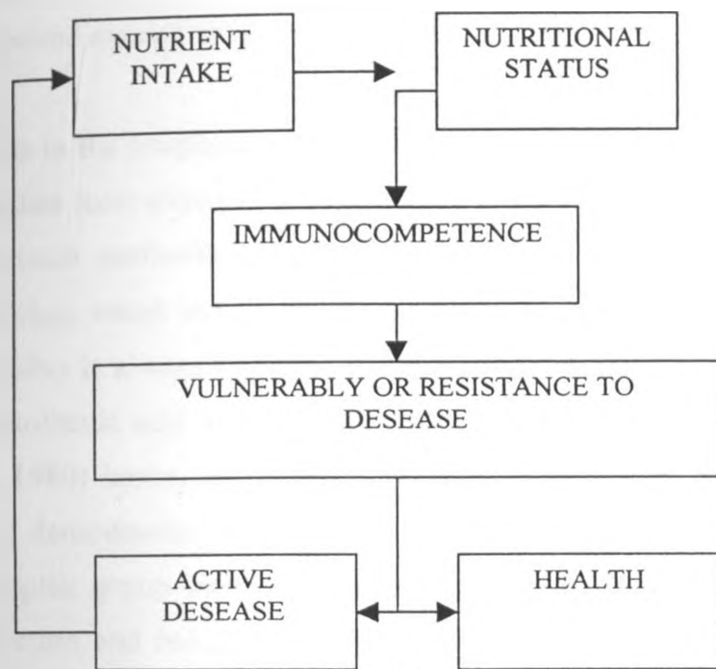 NUTRIENT
INTAKE
NUTRITIONAL
STATUS
IMMUNOCOMPETENCE
VULNERABLY OR RESISTANCE TO
DESEASE
ACTIVE
DESEASE
HEALTH